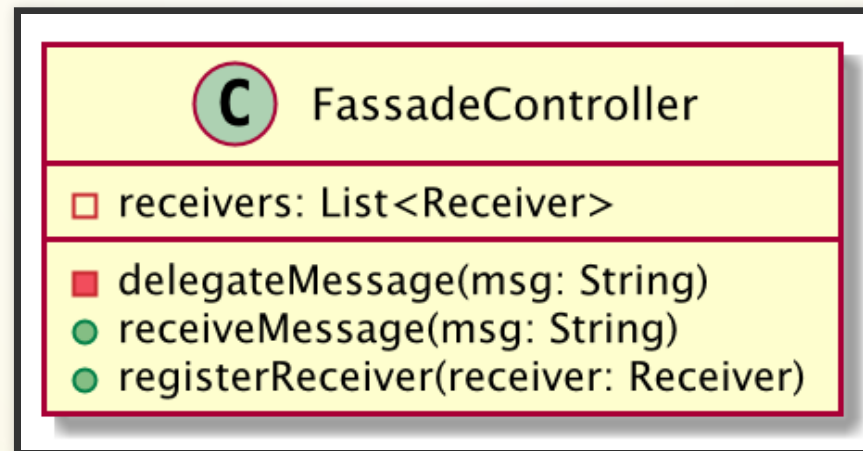 C FassadeController
receivers: List<Receiver>
delegateMessage(msg: String)
receiveMessage(msg: String)
registerReceiver(receiver: Receiver)